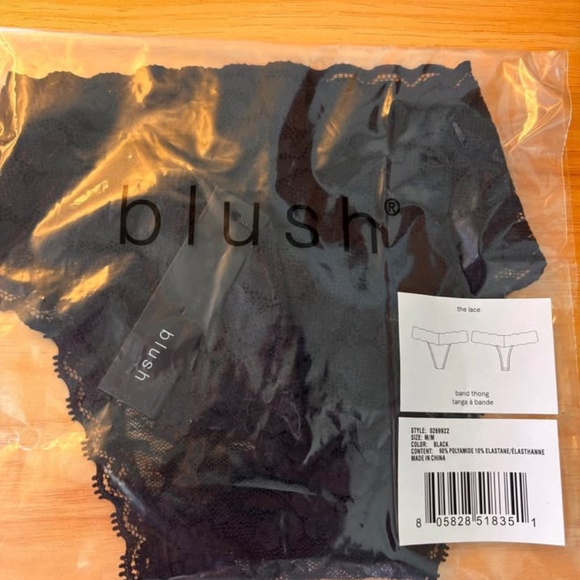 blush®
blush
the lace
band thong
tanga à bande
STYLE: 0269922
SIZE: M/M
COLOR: BLACK
CONTENT: 90% POLYAMIDE 10% ELASTANE/ÉLASTHANNE
MADE IN CHINA
8 05828 51835 1